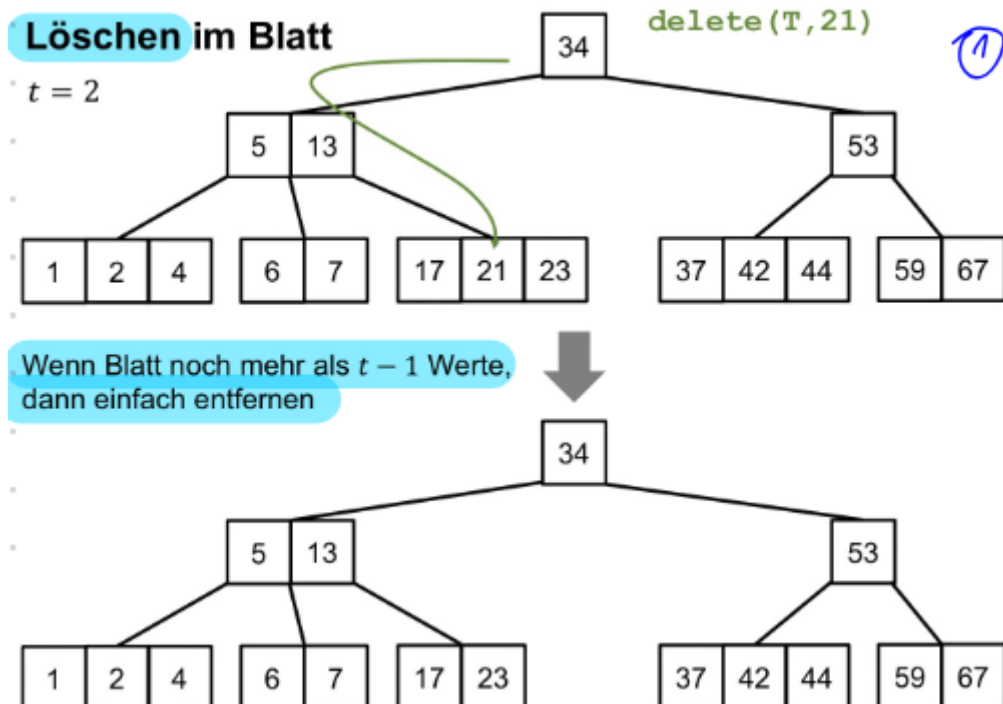 Löschen im Blatt
delete(T,21)
1
t = 2
34
5 13
53
1 2 4
6 7
17 21 23
37 42 44
59 67
Wenn Blatt noch mehr als t − 1 Werte,
dann einfach entfernen
34
5 13
53
1 2 4
6 7
17 23
37 42 44
59 67